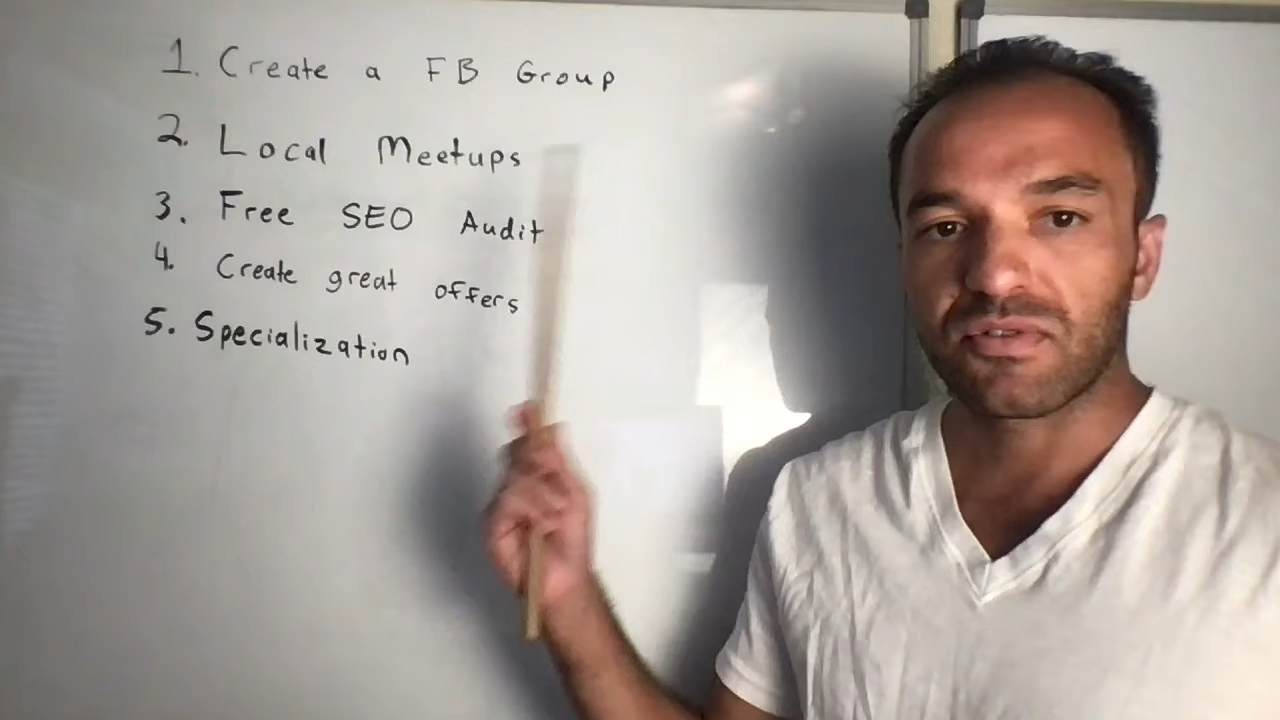 1. Create a FB Group
2. Local Meetups
3. Free SEO Audit
4. Create great offers
5. Specialization